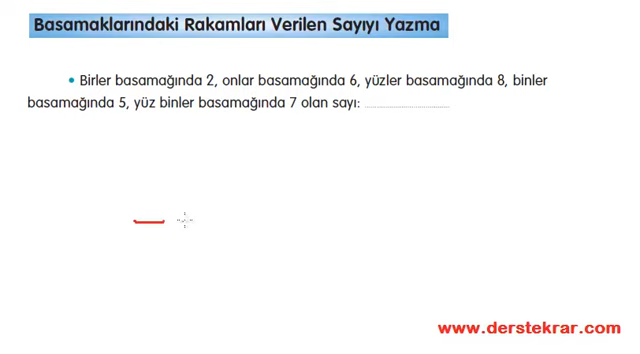 Basamaklarındaki Rakamları Verilen Sayıyı Yazma
• Birler basamağında 2, onlar basamağında 6, yüzler basamağında 8, binler
basamağında 5, yüz binler basamağında 7 olan sayı: ........................................
www.derstekrar.com